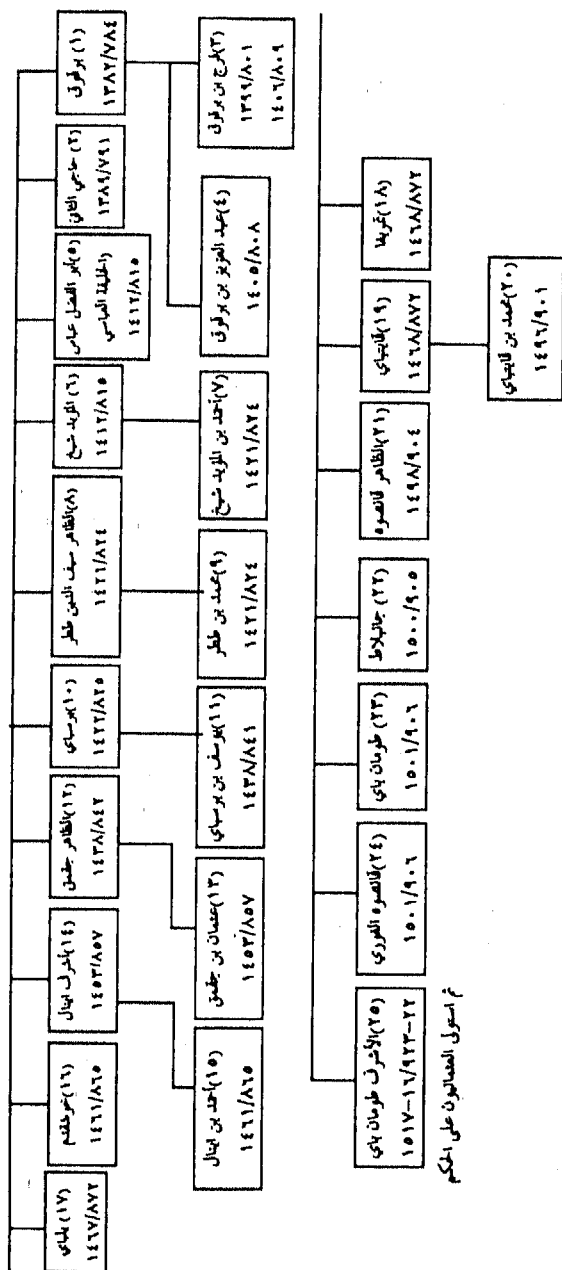 (١) برقوق
١٣٨٢/٧٨٤
(٢) حاجي الثاني
١٣٨٩/٧٩١
(٣) فرج بن برقوق
١٣٩٩/٨٠١
١٤٠٦/٨٠٩
(٤) عبد العزيز بن برقوق
١٤٠٥/٨٠٨
(٥) أبو الفضل عباس
(الخليفة العباسي)
١٤١٢/٨١٥
(٦) المؤيد شيخ
١٤١٢/٨١٥
(٧) أحمد بن المؤيد شيخ
١٤٢١/٨٢٤
(٨) الظاهر سيف الدين ططر
١٤٢١/٨٢٤
(٩) محمد بن ططر
١٤٢١/٨٢٤
(١٠) برسباي
١٤٢٢/٨٢٥
(١١) يوسف بن برسباي
١٤٣٨/٨٤١
(١٢) الظاهر جقمق
١٤٣٨/٨٤٢
(١٣) عثمان بن جقمق
١٤٥٣/٨٥٧
(١٤) أشرف اينال
١٤٥٣/٨٥٧
(١٥) أحمد بن اينال
١٤٦١/٨٦٥
(١٦) خوشقدم
١٤٦١/٨٦٥
(١٧) يلباي
١٤٦٧/٨٧٢
(١٨) تمربغا
١٤٦٨/٨٧٢
(١٩) قايتباي
١٤٦٨/٨٧٢
(٢٠) محمد بن قايتباي
١٤٩٦/٩٠١
(٢١) الظاهر قانصوه
١٤٩٨/٩٠٤
(٢٢) جانبلاط
١٥٠٠/٩٠٥
(٢٣) طومان باي
١٥٠١/٩٠٦
(٢٤) قانصوه الغوري
١٥٠١/٩٠٦
(٢٥) الأشرف طومان باي
١٥١٧-١٦/٩٢٣-٢٢
ثم استولى العثمانيون على الحكم